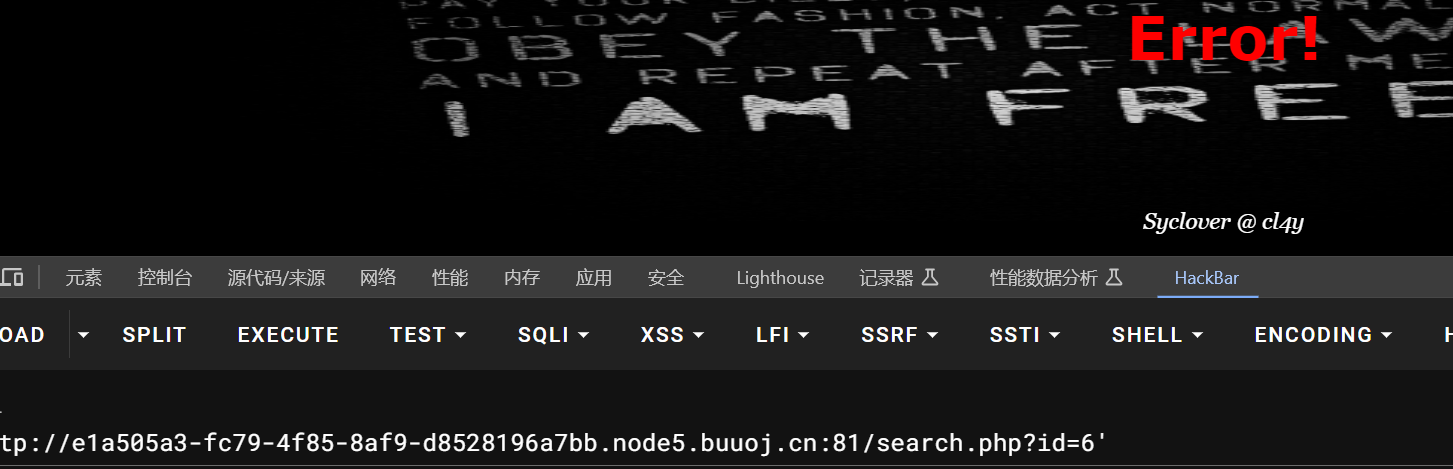 PAY YOUR
FOLLOW FASHION. ACT NORMAL
OBEY THE LAW
Error!
AND REPEAT AFTER ME
I AM FREE
Syclover @ cl4y
元素 控制台 源代码/来源 网络 性能 内存 应用 安全 Lighthouse 记录器 性能数据分析 HackBar
OAD SPLIT EXECUTE TEST SQLI XSS LFI SSRF SSTI SHELL ENCODING H
tp://e1a505a3-fc79-4f85-8af9-d8528196a7bb.node5.buuoj.cn:81/search.php?id=6'